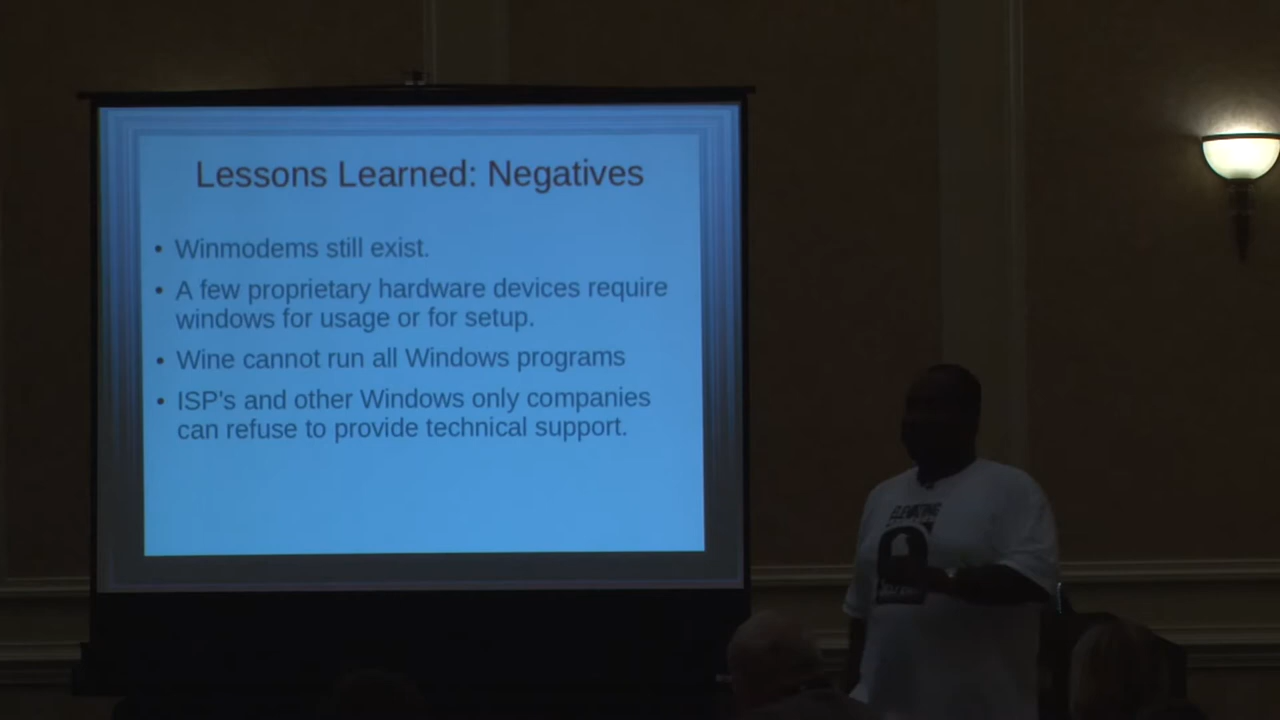 Lessons Learned: Negatives
• Winmodems still exist.
• A few proprietary hardware devices require
windows for usage or for setup.
• Wine cannot run all Windows programs
• ISP's and other Windows only companies
can refuse to provide technical support.
ELEVATING